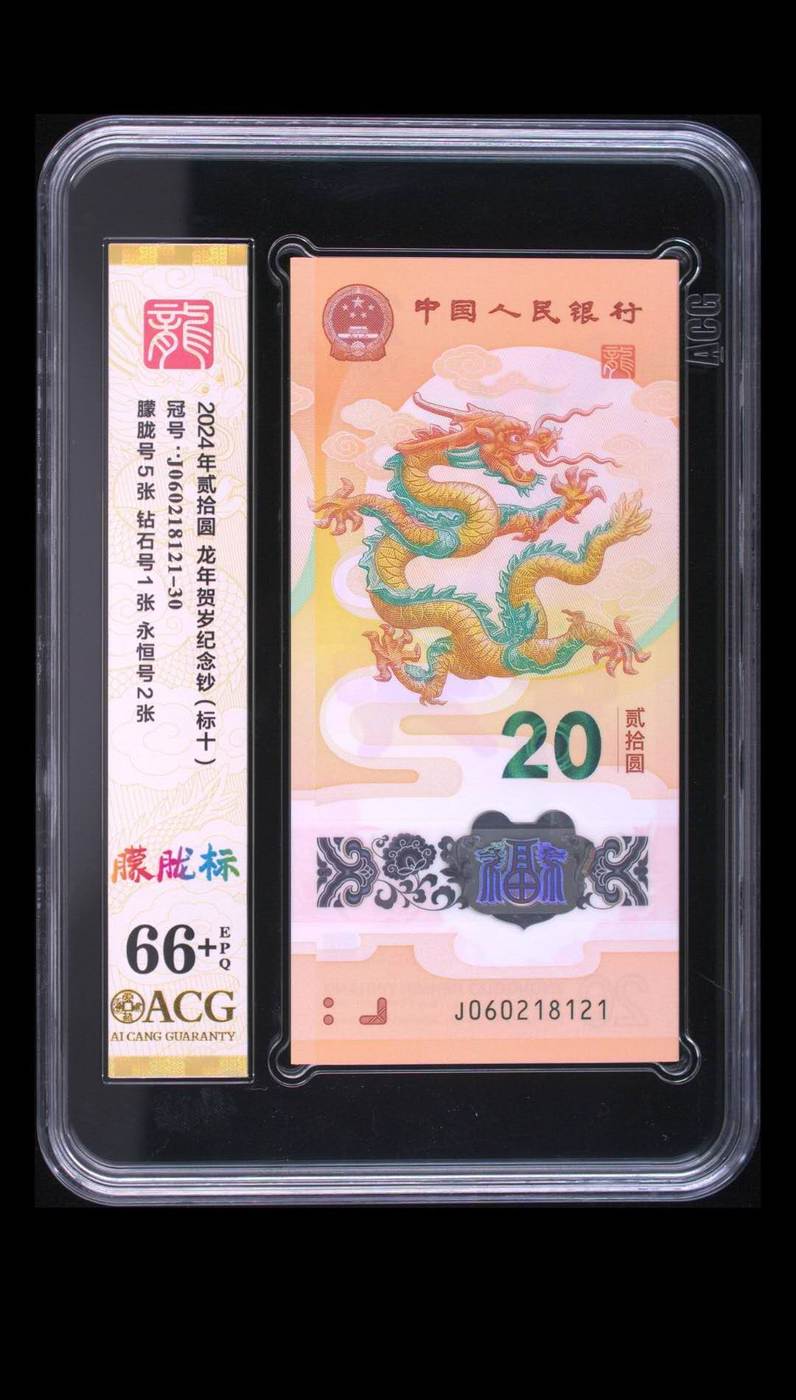 龍
2024年贰拾圆 龙年贺岁纪念钞(标十)
冠号:J060218121-30
朦胧号5张 钻石号1张 永恒号2张
朦胧标
66+ EPQ
ACG
AI CANG GUARANTY
中国人民银行
龍
20
贰拾圆
福
J060218121
ACG